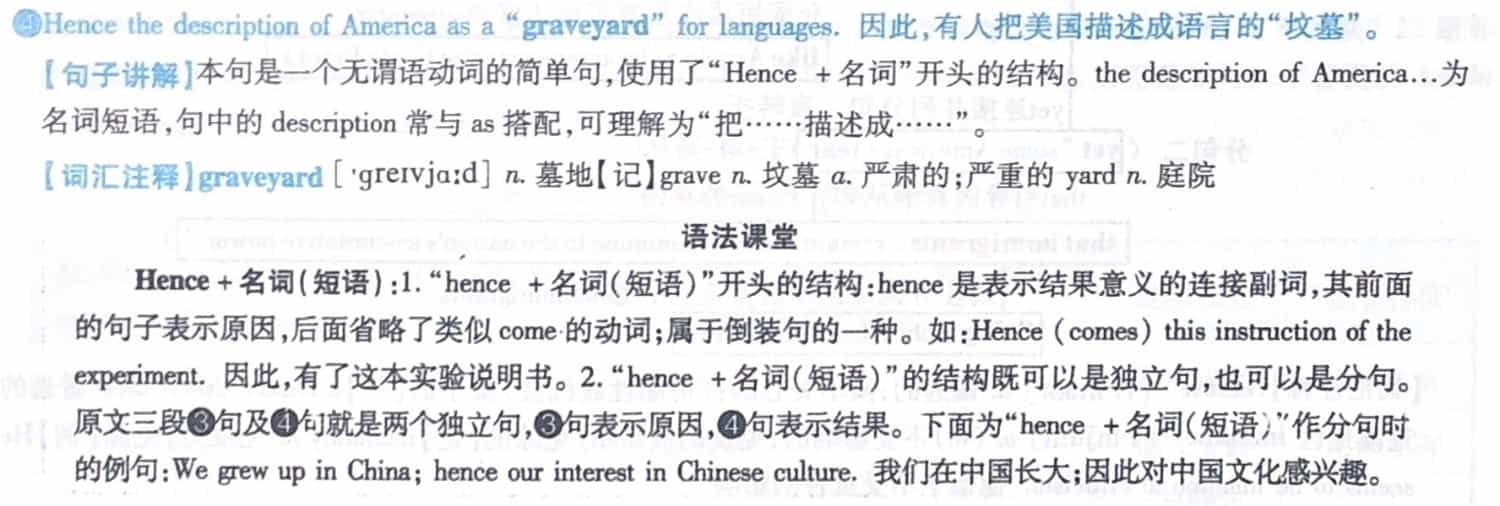 ④Hence the description of America as a “graveyard” for languages. 因此,有人把美国描述成语言的“坟墓”。
【句子讲解】本句是一个无谓语动词的简单句,使用了“Hence +名词”开头的结构。the description of America…为
名词短语,句中的 description 常与 as 搭配,可理解为“把……描述成……”。
【词汇注释】graveyard [ˈɡreɪvjɑːd] n. 墓地【记】grave n. 坟墓 a. 严肃的;严重的 yard n. 庭院
语法课堂
Hence + 名词(短语):1. “hence +名词(短语)”开头的结构:hence 是表示结果意义的连接副词,其前面
的句子表示原因,后面省略了类似 come 的动词;属于倒装句的一种。如:Hence (comes) this instruction of the
experiment. 因此,有了这本实验说明书。2. “hence +名词(短语)”的结构既可以是独立句,也可以是分句。
原文三段❸句及❹句就是两个独立句,❸句表示原因,❹句表示结果。下面为“hence +名词(短语)”作分句时
的例句:We grew up in China; hence our interest in Chinese culture. 我们在中国长大;因此对中国文化感兴趣。